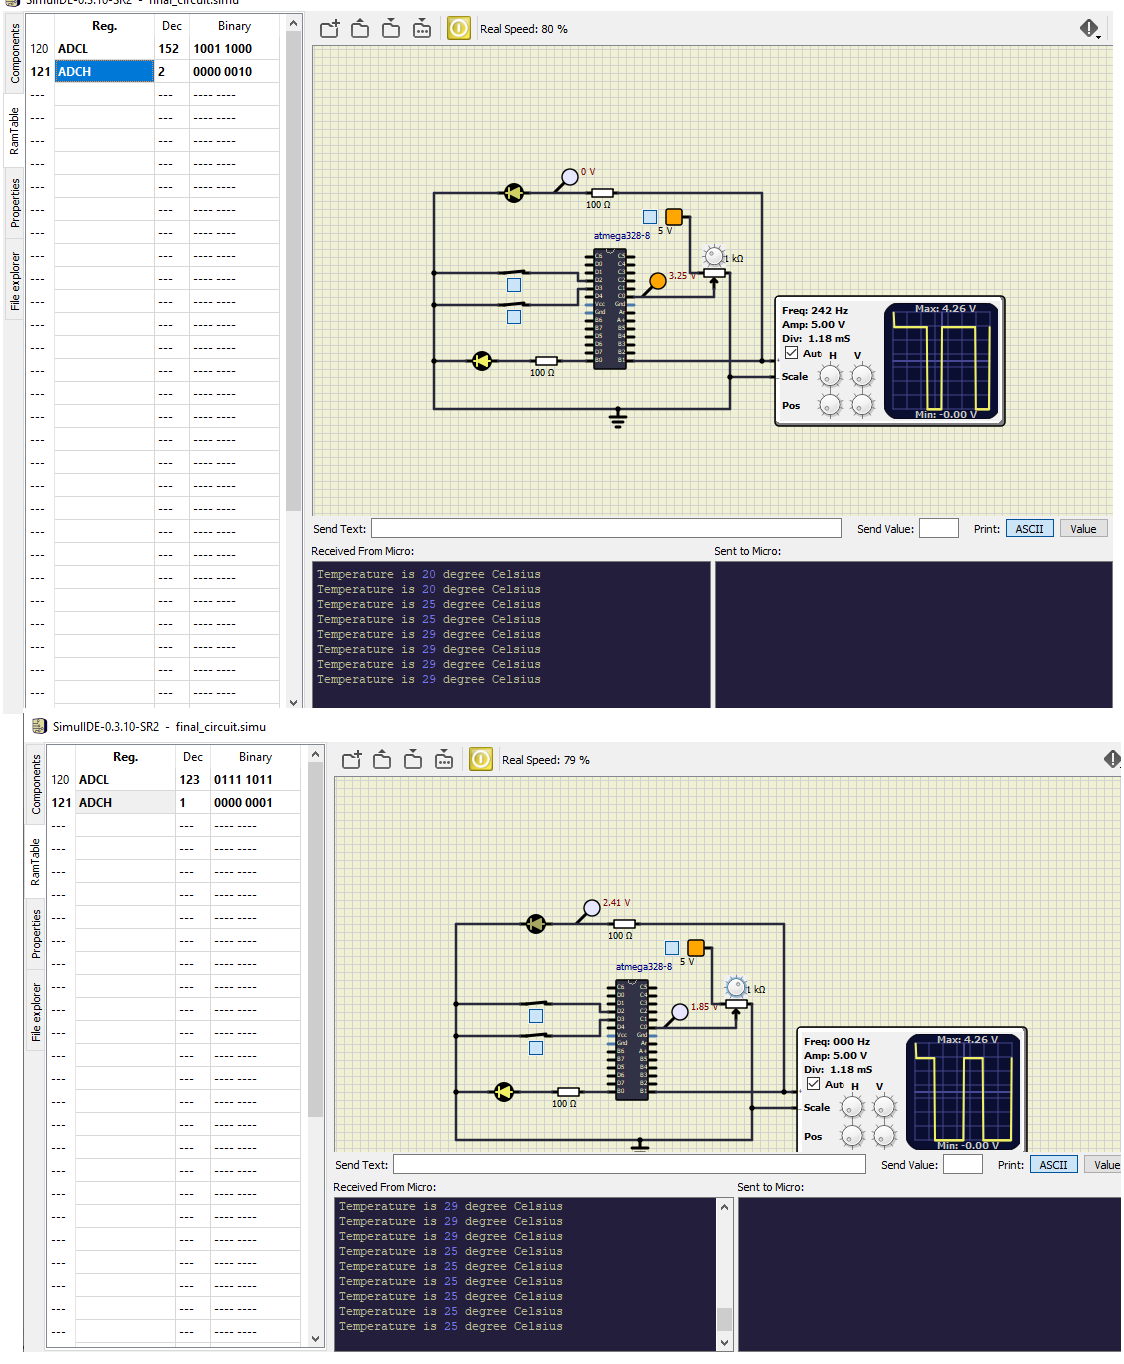 SimulIDE-0.3.10-SR2 - final_circuit.simu
Components
RamTable
Properties
File explorer
Reg. Dec Binary
120 ADCL 152 1001 1000
121 ADCH 2 0000 0010
Real Speed: 80 %
0 V
100 Ω
5 V
atmega328-8
1 kΩ
3.25 V
100 Ω
Freq: 242 Hz
Amp: 5.00 V
Div: 1.18 mS
Auto H V
Scale
Pos
Max: 4.26 V
Min: -0.00 V
Send Text: Send Value: Print: ASCII Value
Received From Micro: Sent to Micro:
Temperature is 20 degree Celsius
Temperature is 20 degree Celsius
Temperature is 25 degree Celsius
Temperature is 25 degree Celsius
Temperature is 29 degree Celsius
Temperature is 29 degree Celsius
Temperature is 29 degree Celsius
Temperature is 29 degree Celsius
SimulIDE-0.3.10-SR2 - final_circuit.simu
Components
RamTable
Properties
File explorer
Reg. Dec Binary
120 ADCL 123 0111 1011
121 ADCH 1 0000 0001
Real Speed: 79 %
2.41 V
100 Ω
5 V
atmega328-8
1 kΩ
1.85 V
100 Ω
Freq: 000 Hz
Amp: 5.00 V
Div: 1.18 mS
Auto H V
Scale
Pos
Max: 4.26 V
Min: -0.00 V
Send Text: Send Value: Print: ASCII Value
Received From Micro: Sent to Micro:
Temperature is 29 degree Celsius
Temperature is 29 degree Celsius
Temperature is 29 degree Celsius
Temperature is 25 degree Celsius
Temperature is 25 degree Celsius
Temperature is 25 degree Celsius
Temperature is 25 degree Celsius
Temperature is 25 degree Celsius
Temperature is 25 degree Celsius